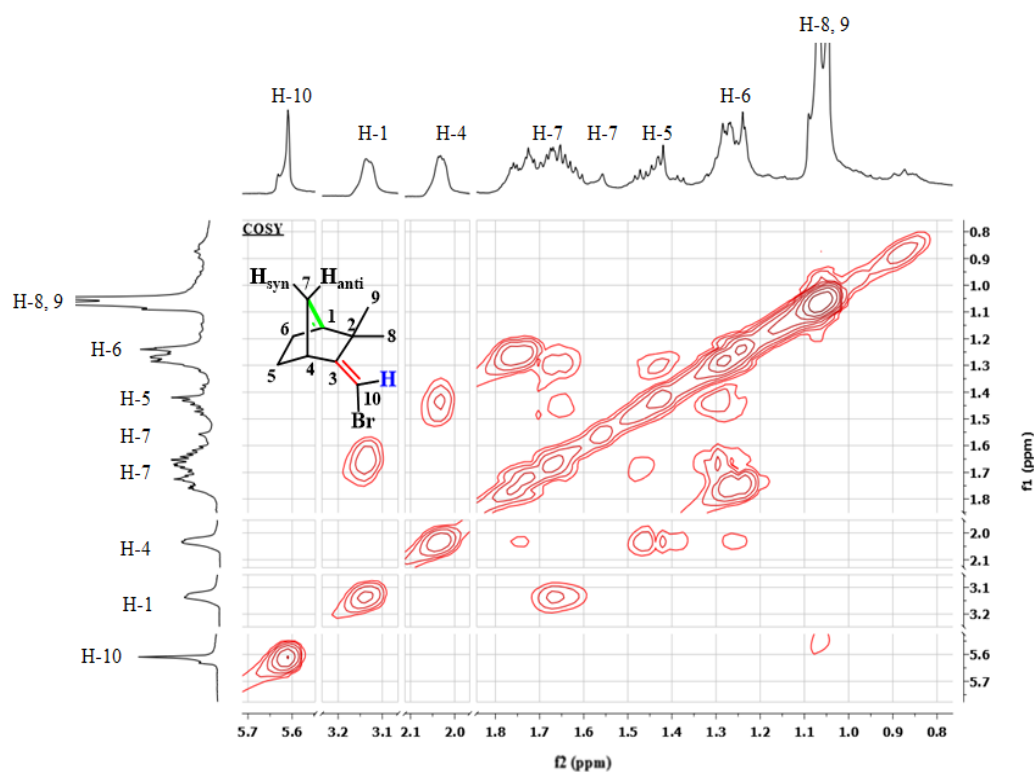 H-8, 9
H-10
H-1
H-4
H-7
H-7
H-5
H-6
COSY
H-8, 9
H-6
H-5
H-7
H-7
H-4
H-1
H-10
Hsyn
7
Hanti
9
1
6
2
8
5
4
3
H
10
Br
0.8
0.9
1.0
1.1
1.2
1.3
1.4
1.5
1.6
1.7
1.8
2.0
2.1
3.1
3.2
5.6
5.7
f1 (ppm)
5.7 5.6 3.2 3.1 2.0 1.8 1.7 1.6 1.5 1.4 1.3 1.2 1.1 1.0 0.9 0.8
f2 (ppm)